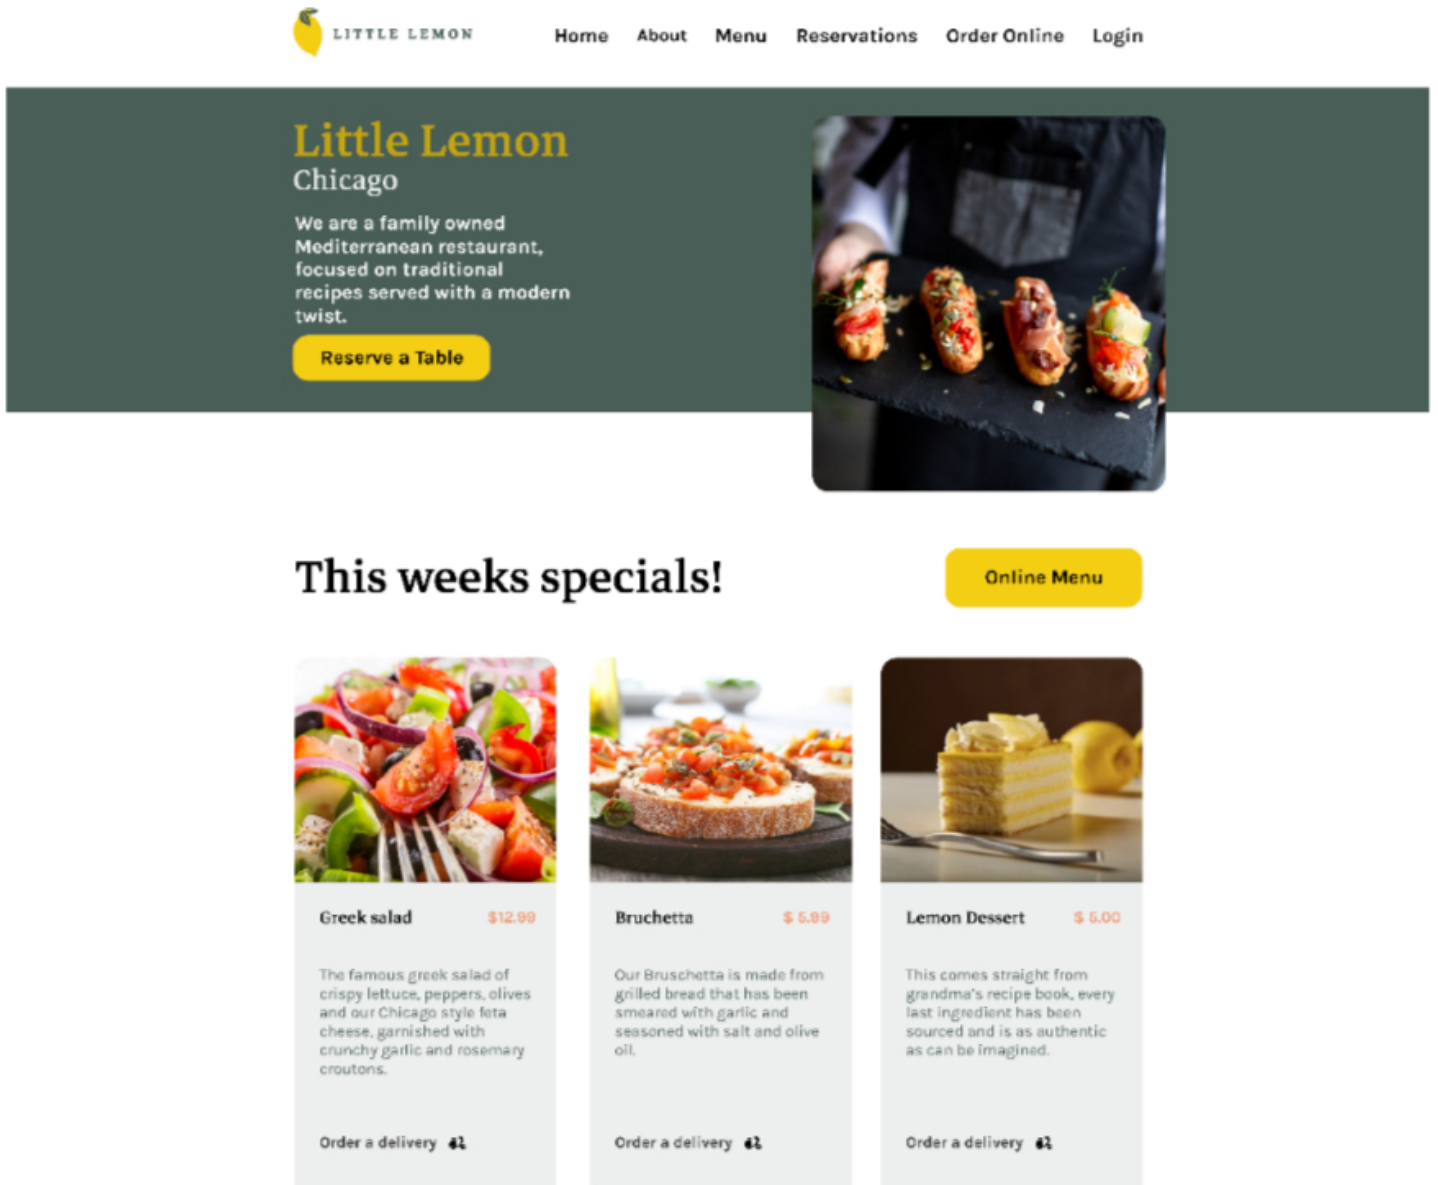 LITTLE LEMON
Home About Menu Reservations Order Online Login
Little Lemon
Chicago
We are a family owned
Mediterranean restaurant,
focused on traditional
recipes served with a modern
twist.
Reserve a Table
This weeks specials!
Online Menu
Greek salad $12.99
The famous greek salad of
crispy lettuce, peppers, olives
and our Chicago style feta
cheese, garnished with
crunchy garlic and rosemary
croutons.
Order a delivery
Bruchetta $ 5.99
Our Bruschetta is made from
grilled bread that has been
smeared with garlic and
seasoned with salt and olive
oil.
Order a delivery
Lemon Dessert $ 5.00
This comes straight from
grandma's recipe book, every
last ingredient has been
sourced and is as authentic
as can be imagined.
Order a delivery